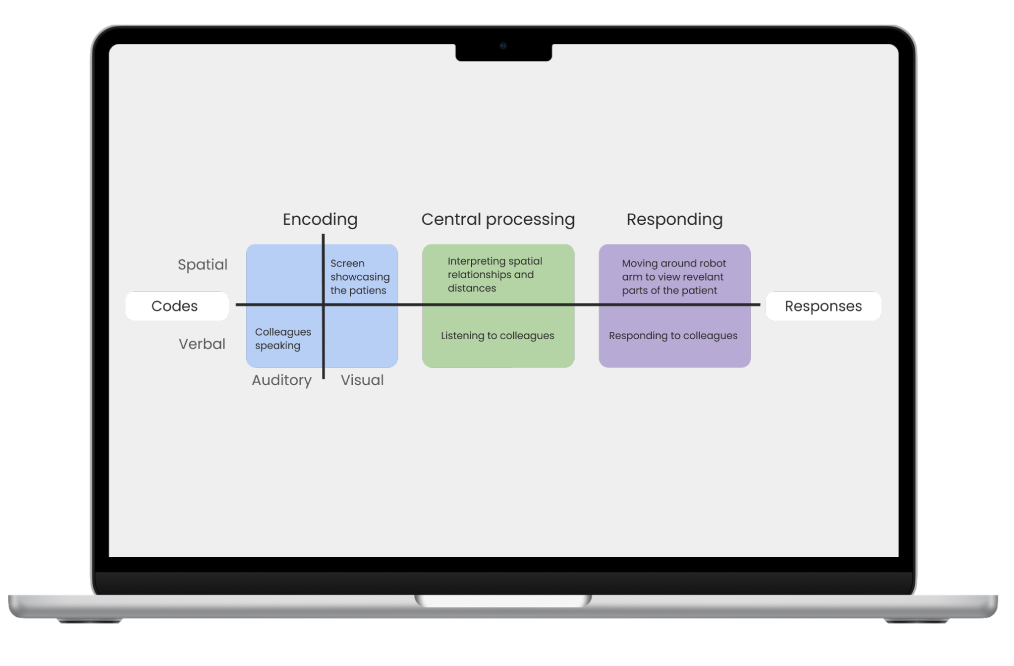 Encoding
Central processing
Responding
Spatial
Screen
showcasing
the patiens
Interpreting spatial
relationships and
distances
Moving around robot
arm to view revelant
parts of the patient
Codes
Responses
Verbal
Colleagues
speaking
Listening to colleagues
Responding to colleagues
Auditory
Visual